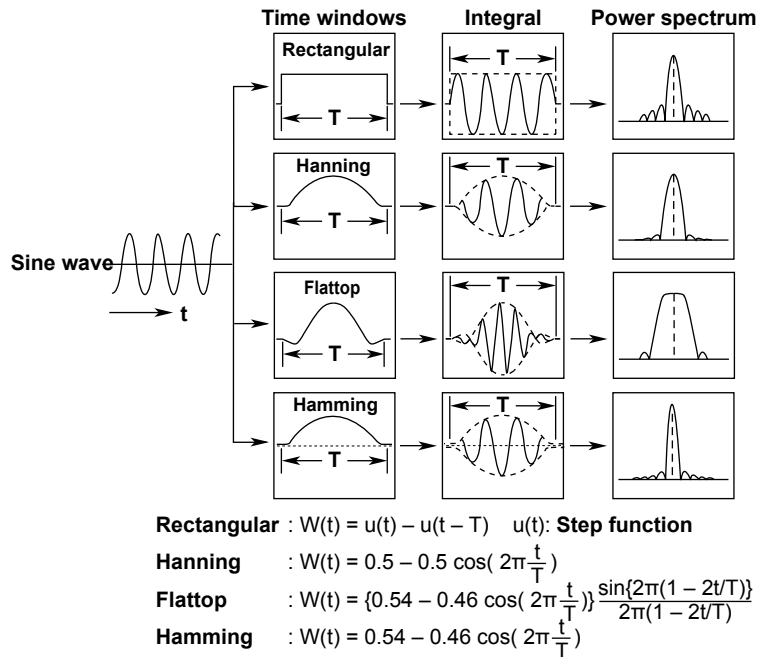 Time windows Integral Power spectrum
Rectangular
T
T
Hanning
T
T
Sine wave
t
Flattop
T
T
Hamming
T
T
Rectangular : W(t) = u(t) – u(t – T) u(t): Step function
Hanning : W(t) = 0.5 – 0.5 cos( 2π t/T )
Flattop : W(t) = {0.54 – 0.46 cos( 2π t/T )} sin{2π(1 – 2t/T)} / 2π(1 – 2t/T)
Hamming : W(t) = 0.54 – 0.46 cos( 2π t/T )